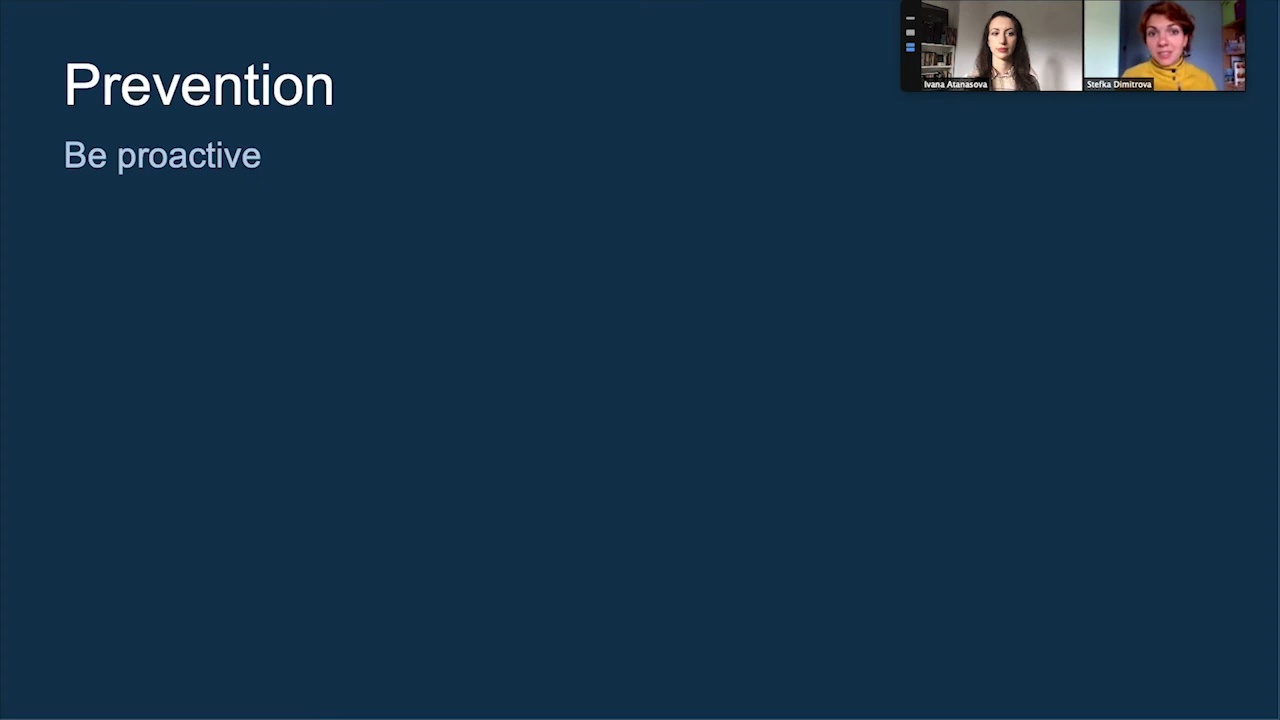 Prevention
Be proactive
Ivana Atanasova
Stefka Dimitrova